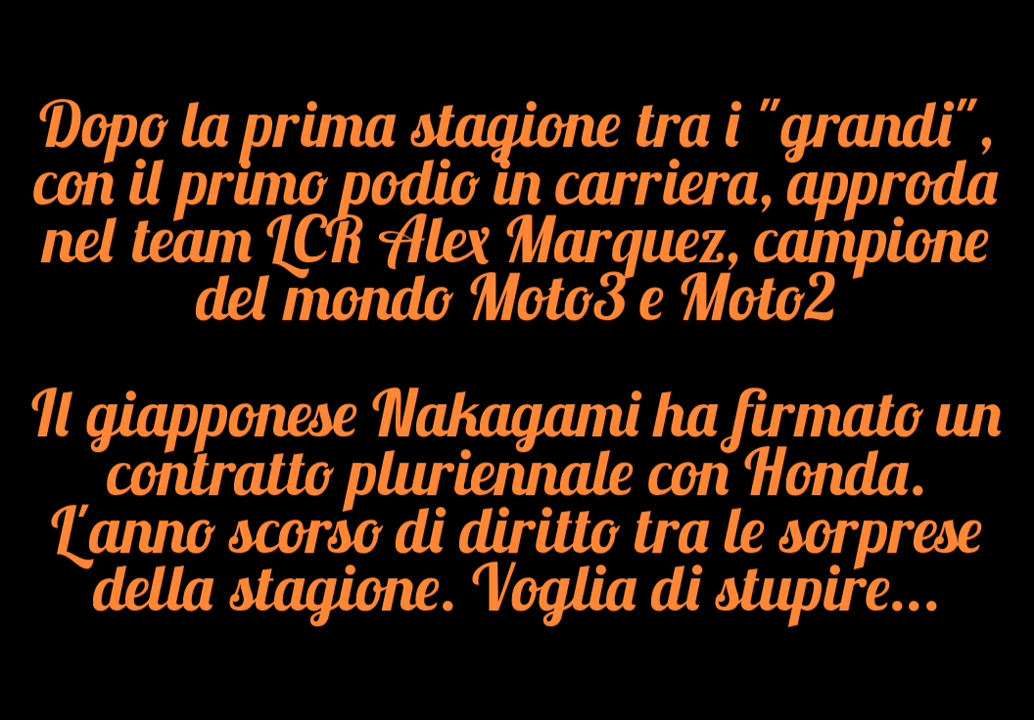 Dopo la prima stagione tra i "grandi",
con il primo podio in carriera, approda
nel team LCR Alex Marquez, campione
del mondo Moto3 e Moto2
Il giapponese Nakagami ha firmato un
contratto pluriennale con Honda.
L'anno scorso di diritto tra le sorprese
della stagione. Voglia di stupire...